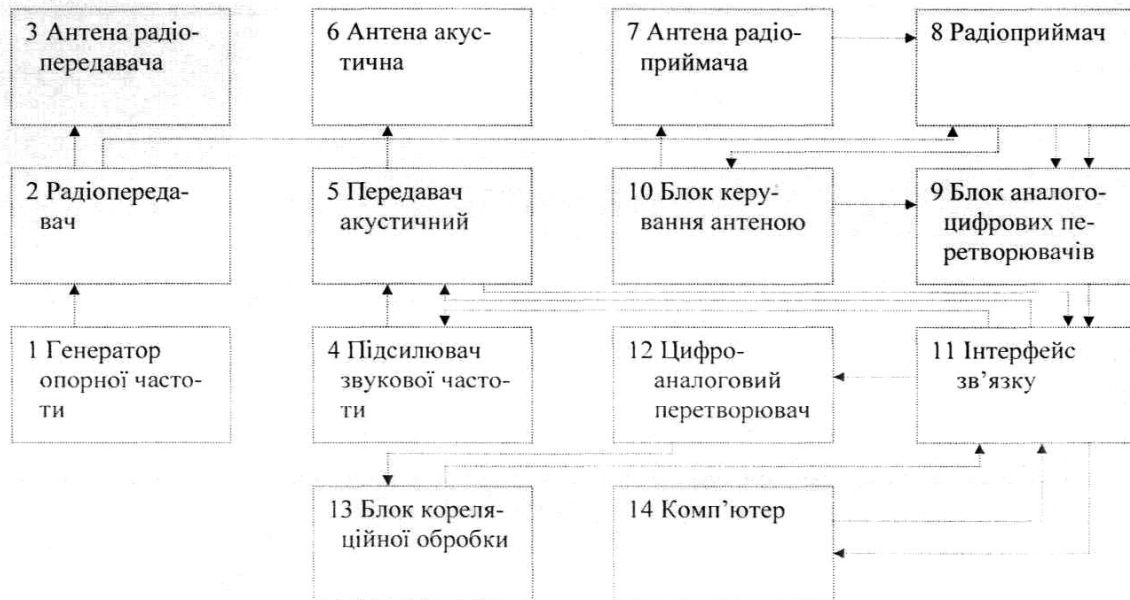 3 Антена радіо-
передавача
6 Антена акус-
тична
7 Антена радіо-
приймача
8 Радіоприймач
2 Радіопереда-
вач
5 Передавач
акустичний
10 Блок керу-
вання антеною
9 Блок аналого-
цифрових пе-
ретворювачів
1 Генератор
опорної часто-
ти
4 Підсилювач
звукової часто-
ти
12 Цифро-
аналоговий
перетворювач
11 Інтерфейс
зв’язку
13 Блок кореля-
ційної обробки
14 Комп’ютер